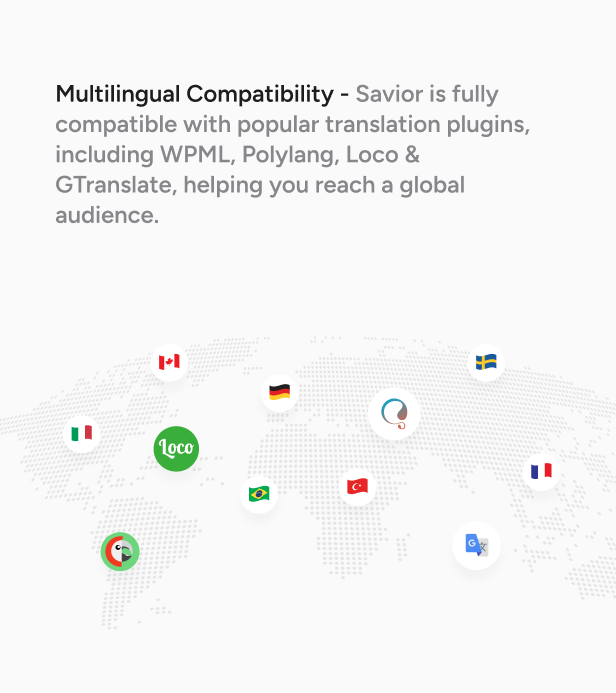 Multilingual Compatibility - Savior is fully
compatible with popular translation plugins,
including WPML, Polylang, Loco &
GTranslate, helping you reach a global
audience.
Loco
G 文